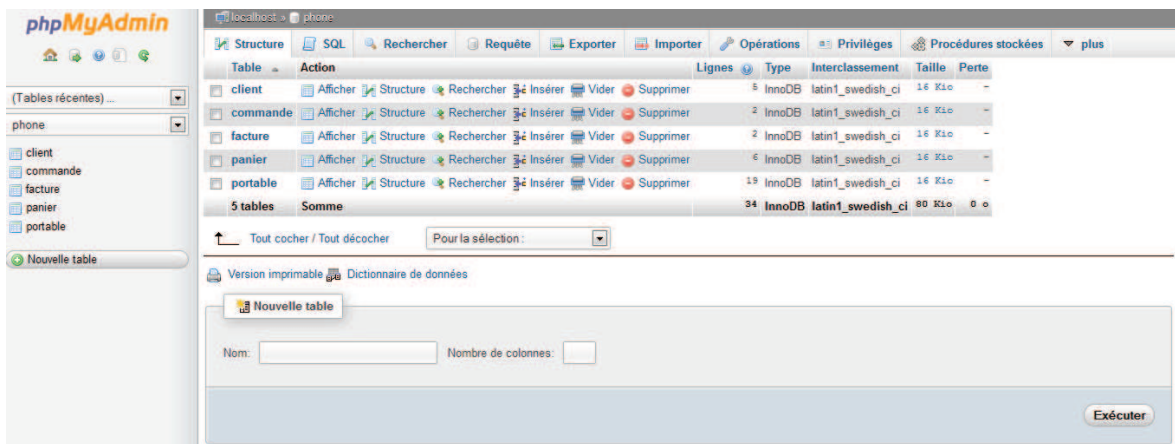 phpMyAdmin
localhost » phone
Structure SQL Rechercher Requête Exporter Importer Opérations Privilèges Procédures stockées plus
(Tables récentes) ...
phone
client
commande
facture
panier
portable
Nouvelle table
Table Action Lignes Type Interclassement Taille Perte
client Afficher Structure Rechercher Insérer Vider Supprimer 5 InnoDB latin1_swedish_ci 16 Kio -
commande Afficher Structure Rechercher Insérer Vider Supprimer 2 InnoDB latin1_swedish_ci 16 Kio -
facture Afficher Structure Rechercher Insérer Vider Supprimer 2 InnoDB latin1_swedish_ci 16 Kio -
panier Afficher Structure Rechercher Insérer Vider Supprimer 6 InnoDB latin1_swedish_ci 16 Kio -
portable Afficher Structure Rechercher Insérer Vider Supprimer 19 InnoDB latin1_swedish_ci 16 Kio -
5 tables Somme 34 InnoDB latin1_swedish_ci 80 Kio 0 o
Tout cocher / Tout décocher Pour la sélection :
Version imprimable Dictionnaire de données
Nouvelle table
Nom: Nombre de colonnes:
Exécuter